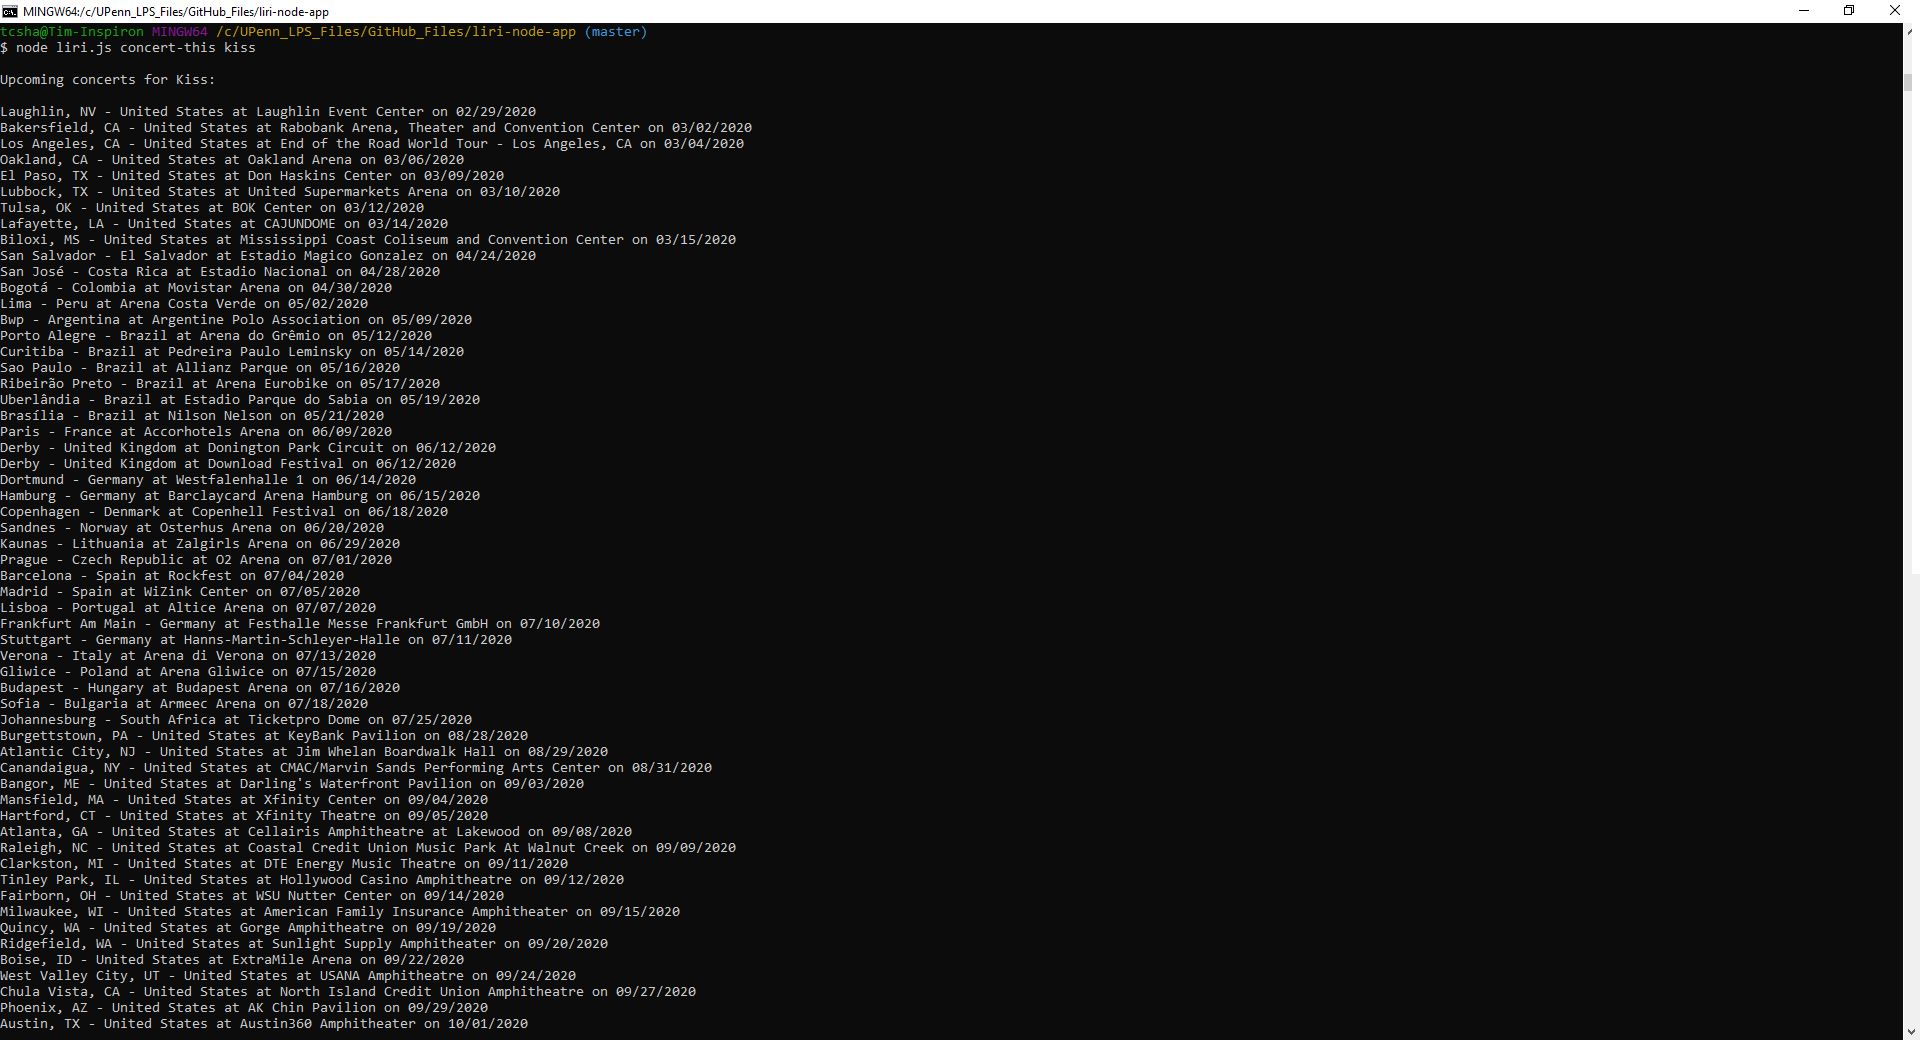 MINGW64:/c/UPenn_LPS_Files/GitHub_Files/liri-node-app
tcsha@Tim-Inspiron MINGW64 /c/UPenn_LPS_Files/GitHub_Files/liri-node-app (master)
$ node liri.js concert-this kiss
Upcoming concerts for Kiss:
Laughlin, NV - United States at Laughlin Event Center on 02/29/2020
Bakersfield, CA - United States at Rabobank Arena, Theater and Convention Center on 03/02/2020
Los Angeles, CA - United States at End of the Road World Tour - Los Angeles, CA on 03/04/2020
Oakland, CA - United States at Oakland Arena on 03/06/2020
El Paso, TX - United States at Don Haskins Center on 03/09/2020
Lubbock, TX - United States at United Supermarkets Arena on 03/10/2020
Tulsa, OK - United States at BOK Center on 03/12/2020
Lafayette, LA - United States at CAJUNDOME on 03/14/2020
Biloxi, MS - United States at Mississippi Coast Coliseum and Convention Center on 03/15/2020
San Salvador - El Salvador at Estadio Magico Gonzalez on 04/24/2020
San José - Costa Rica at Estadio Nacional on 04/28/2020
Bogotá - Colombia at Movistar Arena on 04/30/2020
Lima - Peru at Arena Costa Verde on 05/02/2020
Bwp - Argentina at Argentine Polo Association on 05/09/2020
Porto Alegre - Brazil at Arena do Grêmio on 05/12/2020
Curitiba - Brazil at Pedreira Paulo Leminsky on 05/14/2020
Sao Paulo - Brazil at Allianz Parque on 05/16/2020
Ribeirão Preto - Brazil at Arena Eurobike on 05/17/2020
Uberlândia - Brazil at Estadio Parque do Sabia on 05/19/2020
Brasília - Brazil at Nilson Nelson on 05/21/2020
Paris - France at Accorhotels Arena on 06/09/2020
Derby - United Kingdom at Donington Park Circuit on 06/12/2020
Derby - United Kingdom at Download Festival on 06/12/2020
Dortmund - Germany at Westfalenhalle 1 on 06/14/2020
Hamburg - Germany at Barclaycard Arena Hamburg on 06/15/2020
Copenhagen - Denmark at Copenhell Festival on 06/18/2020
Sandnes - Norway at Osterhus Arena on 06/20/2020
Kaunas - Lithuania at Zalgirls Arena on 06/29/2020
Prague - Czech Republic at O2 Arena on 07/01/2020
Barcelona - Spain at Rockfest on 07/04/2020
Madrid - Spain at WiZink Center on 07/05/2020
Lisboa - Portugal at Altice Arena on 07/07/2020
Frankfurt Am Main - Germany at Festhalle Messe Frankfurt GmbH on 07/10/2020
Stuttgart - Germany at Hanns-Martin-Schleyer-Halle on 07/11/2020
Verona - Italy at Arena di Verona on 07/13/2020
Gliwice - Poland at Arena Gliwice on 07/15/2020
Budapest - Hungary at Budapest Arena on 07/16/2020
Sofia - Bulgaria at Armeec Arena on 07/18/2020
Johannesburg - South Africa at Ticketpro Dome on 07/25/2020
Burgettstown, PA - United States at KeyBank Pavilion on 08/28/2020
Atlantic City, NJ - United States at Jim Whelan Boardwalk Hall on 08/29/2020
Canandaigua, NY - United States at CMAC/Marvin Sands Performing Arts Center on 08/31/2020
Bangor, ME - United States at Darling's Waterfront Pavilion on 09/03/2020
Mansfield, MA - United States at Xfinity Center on 09/04/2020
Hartford, CT - United States at Xfinity Theatre on 09/05/2020
Atlanta, GA - United States at Cellairis Amphitheatre at Lakewood on 09/08/2020
Raleigh, NC - United States at Coastal Credit Union Music Park At Walnut Creek on 09/09/2020
Clarkston, MI - United States at DTE Energy Music Theatre on 09/11/2020
Tinley Park, IL - United States at Hollywood Casino Amphitheatre on 09/12/2020
Fairborn, OH - United States at WSU Nutter Center on 09/14/2020
Milwaukee, WI - United States at American Family Insurance Amphitheater on 09/15/2020
Quincy, WA - United States at Gorge Amphitheatre on 09/19/2020
Ridgefield, WA - United States at Sunlight Supply Amphitheater on 09/20/2020
Boise, ID - United States at ExtraMile Arena on 09/22/2020
West Valley City, UT - United States at USANA Amphitheatre on 09/24/2020
Chula Vista, CA - United States at North Island Credit Union Amphitheatre on 09/27/2020
Phoenix, AZ - United States at AK Chin Pavilion on 09/29/2020
Austin, TX - United States at Austin360 Amphitheater on 10/01/2020